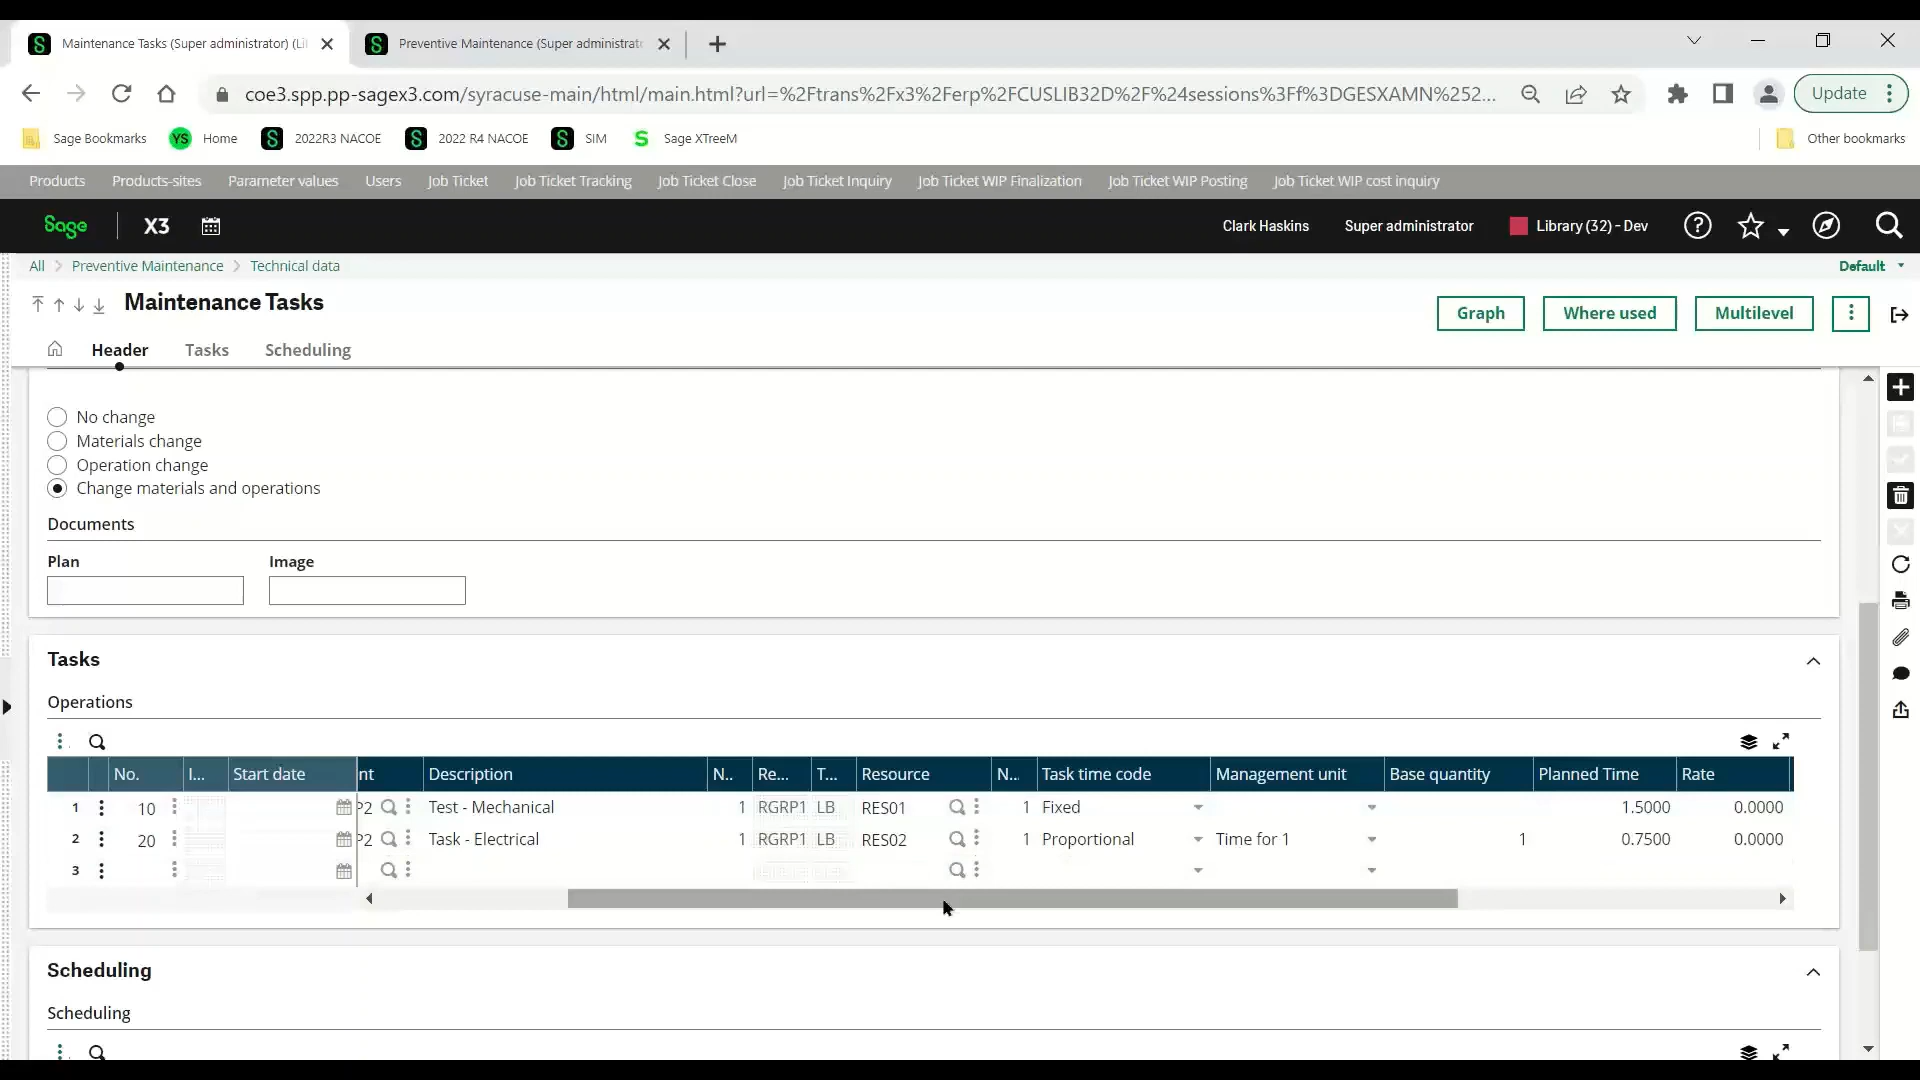 Maintenance Tasks (Super administrator) (Li
Preventive Maintenance (Super administrat
coe3.spp.pp-sagex3.com/syracuse-main/html/main.html?url=%2Ftrans%2Fx3%2Ferp%2FCUSLIB32D%2F%24sessions%3Ff%3DGESXAMN%252...
Update
Sage Bookmarks
YS Home
2022R3 NACOE
2022 R4 NACOE
SIM
Sage XTreeM
Other bookmarks
Products Products-sites Parameter values Users Job Ticket Job Ticket Tracking Job Ticket Close Job Ticket Inquiry Job Ticket WIP Finalization Job Ticket WIP Posting Job Ticket WIP cost inquiry
Sage X3 Clark Haskins Super administrator Library (32) - Dev
All Preventive Maintenance Technical data
Default
Maintenance Tasks
Graph Where used Multilevel
Header Tasks Scheduling
No change
Materials change
Operation change
Change materials and operations
Documents
Plan Image
Tasks
Operations
No. I... Start date nt Description N.. Re... T... Resource N... Task time code Management unit Base quantity Planned Time Rate
1 10 P2 Test - Mechanical 1 RGRP1 LB RES01 1 Fixed 1.5000 0.0000
2 20 P2 Task - Electrical 1 RGRP1 LB RES02 1 Proportional Time for 1 1 0.7500 0.0000
3
Scheduling
Scheduling